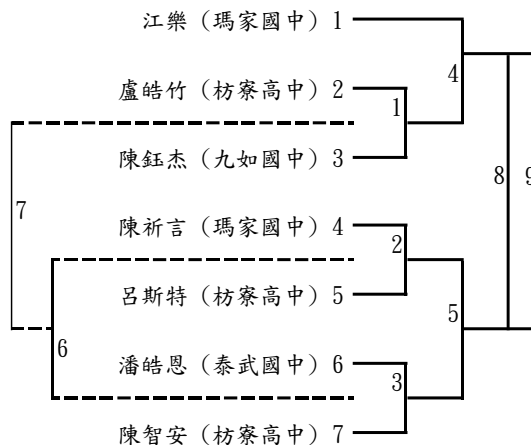 江樂 (瑪家國中) 1
4
盧皓竹 (枋寮高中) 2
1
陳鈺杰 (九如國中) 3
8
9
7
陳祈言 (瑪家國中) 4
2
呂斯特 (枋寮高中) 5
5
6
潘皓恩 (泰武國中) 6
3
陳智安 (枋寮高中) 7